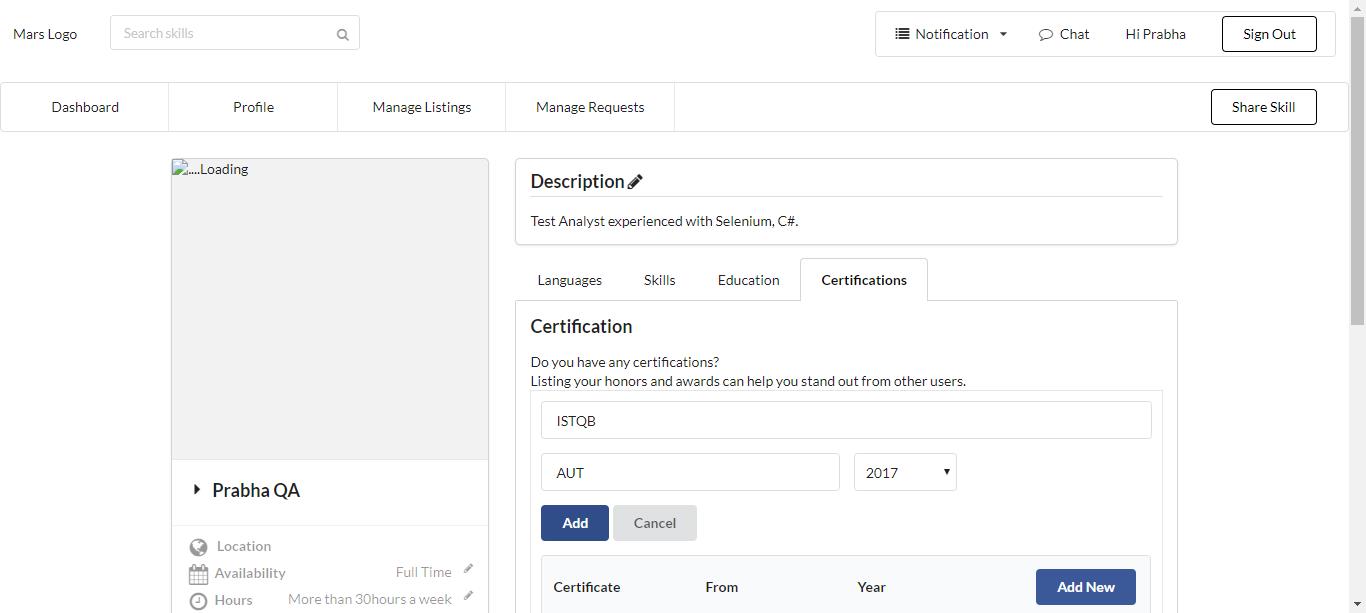 Mars Logo
Search skills
Notification
Chat
Hi Prabha
Sign Out
Dashboard
Profile
Manage Listings
Manage Requests
Share Skill
....Loading
Prabha QA
Location
Availability
Full Time
Hours
More than 30hours a week
Description
Test Analyst experienced with Selenium, C#.
Languages
Skills
Education
Certifications
Certification
Do you have any certifications?
Listing your honors and awards can help you stand out from other users.
ISTQB
AUT
2017
Add
Cancel
Certificate
From
Year
Add New